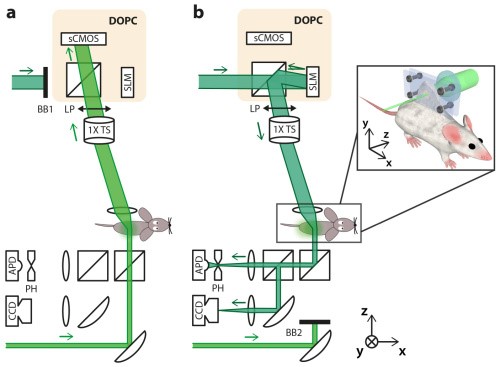 a
DOPC
sCMOS
SLM
BB1
LP
1X TS
APD
PH
CCD
b
DOPC
sCMOS
SLM
LP
1X TS
APD
PH
CCD
BB2
y
z
x
z
y
x